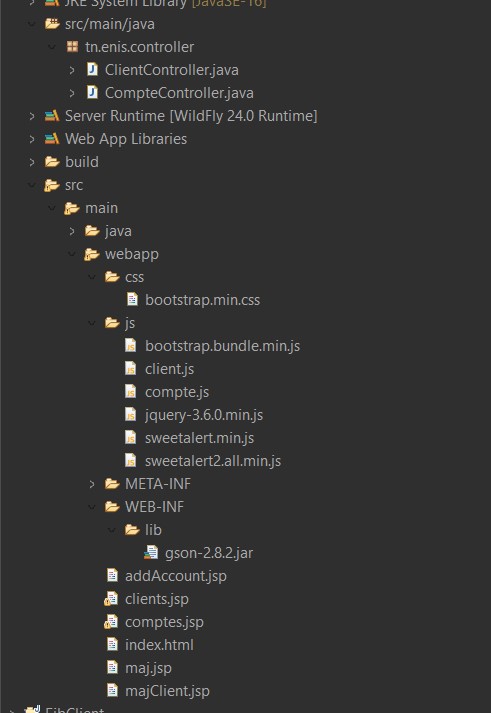 JRE System Library [JavaSE-16]
src/main/java
tn.enis.controller
ClientController.java
CompteController.java
Server Runtime [WildFly 24.0 Runtime]
Web App Libraries
build
src
main
java
webapp
css
bootstrap.min.css
js
bootstrap.bundle.min.js
client.js
compte.js
jquery-3.6.0.min.js
sweetalert.min.js
sweetalert2.all.min.js
META-INF
WEB-INF
lib
gson-2.8.2.jar
addAccount.jsp
clients.jsp
comptes.jsp
index.html
maj.jsp
majClient.jsp